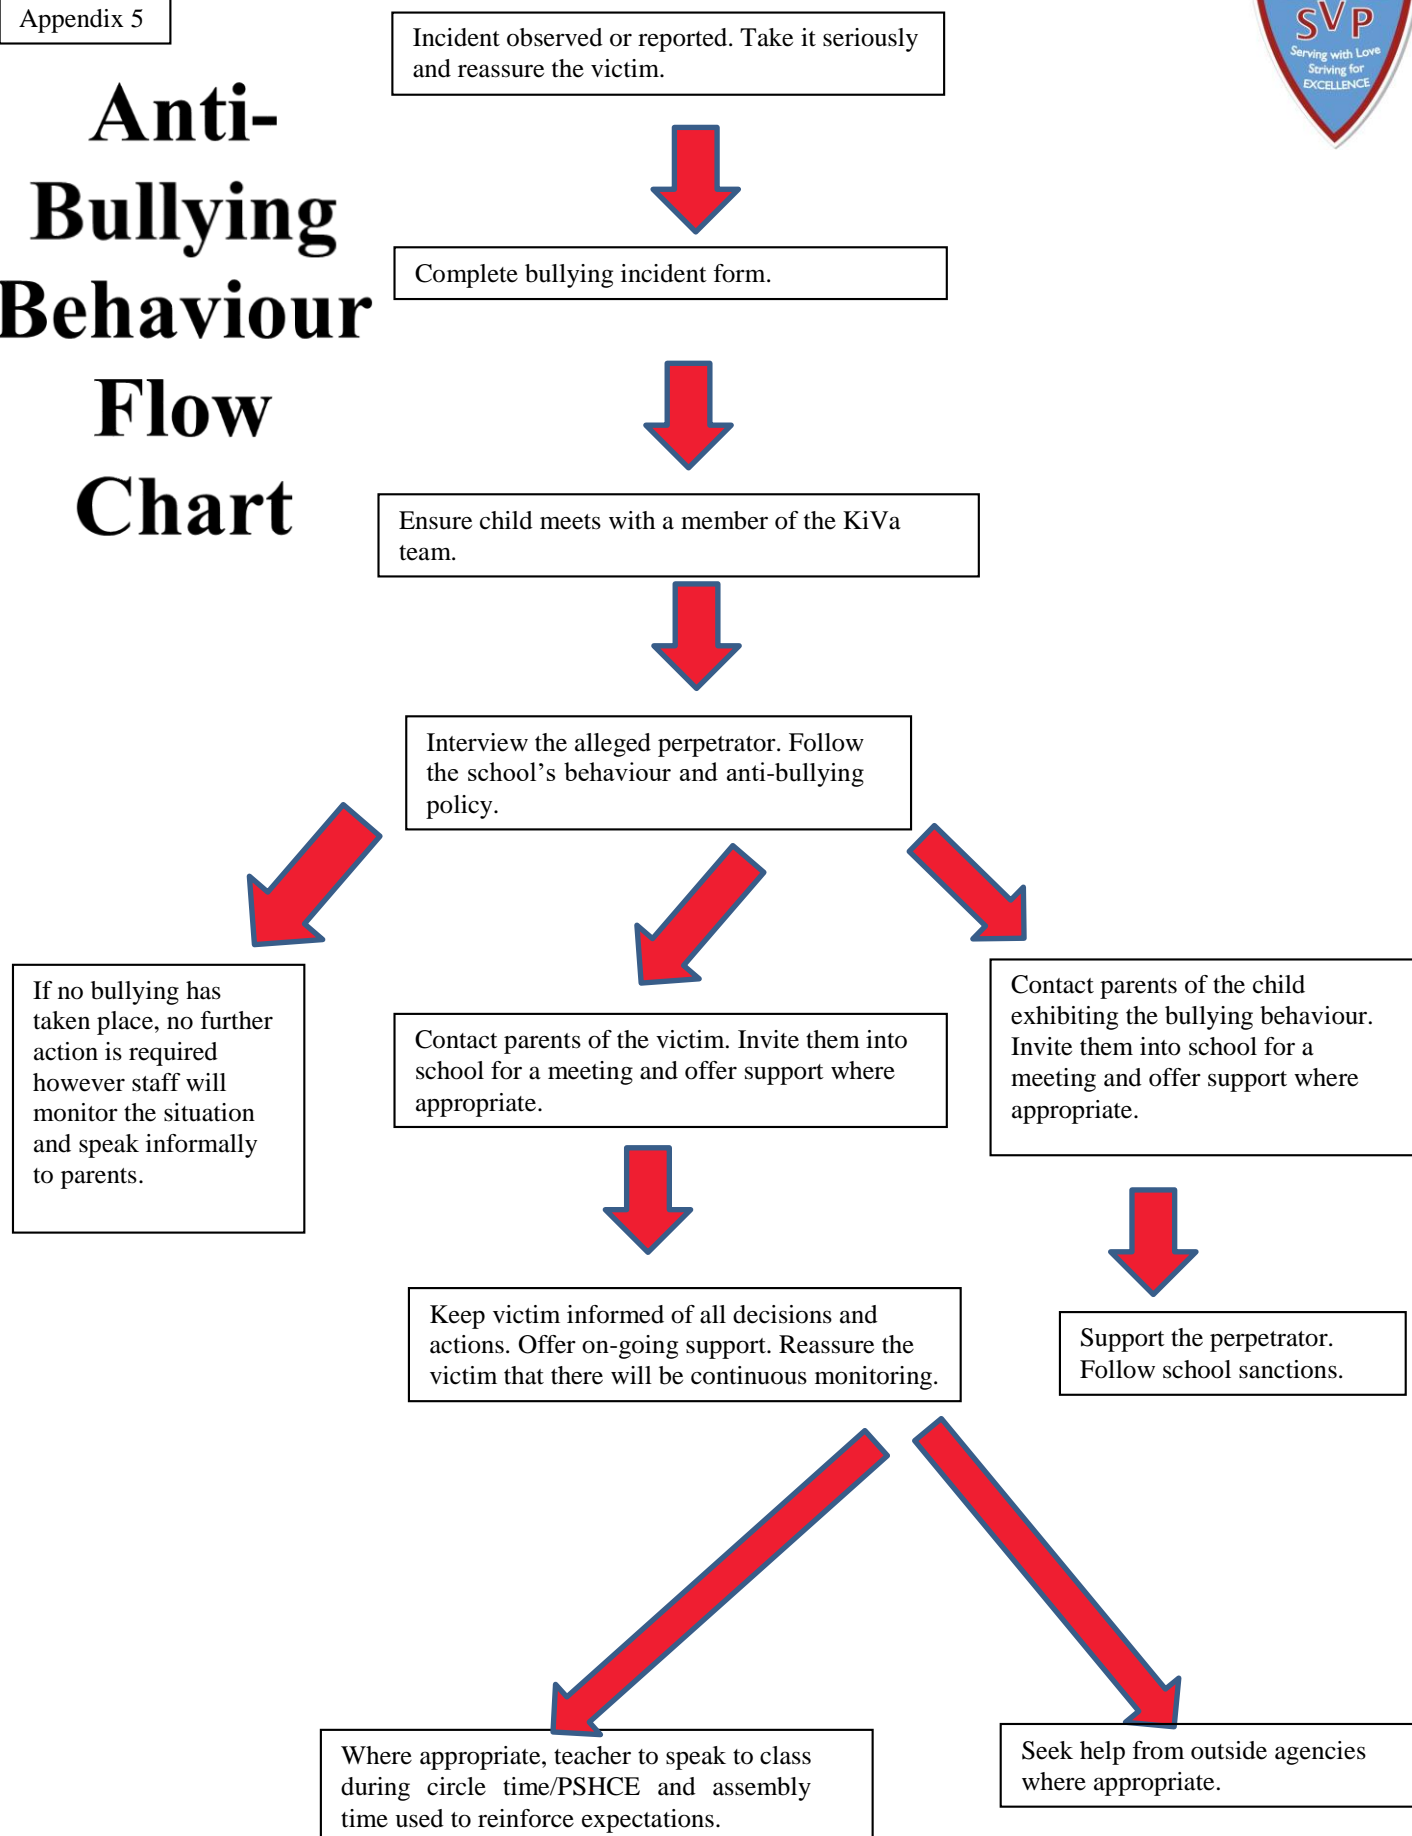 Appendix 5
SVP
Serving with Love
Striving for
EXCELLENCE
Anti-
Bullying
Behaviour
Flow
Chart
Incident observed or reported. Take it seriously
and reassure the victim.
Complete bullying incident form.
Ensure child meets with a member of the KiVa
team.
Interview the alleged perpetrator. Follow
the school’s behaviour and anti-bullying
policy.
If no bullying has
taken place, no further
action is required
however staff will
monitor the situation
and speak informally
to parents.
Contact parents of the victim. Invite them into
school for a meeting and offer support where
appropriate.
Contact parents of the child
exhibiting the bullying behaviour.
Invite them into school for a
meeting and offer support where
appropriate.
Keep victim informed of all decisions and
actions. Offer on-going support. Reassure the
victim that there will be continuous monitoring.
Support the perpetrator.
Follow school sanctions.
Where appropriate, teacher to speak to class
during circle time/PSHCE and assembly
time used to reinforce expectations.
Seek help from outside agencies
where appropriate.